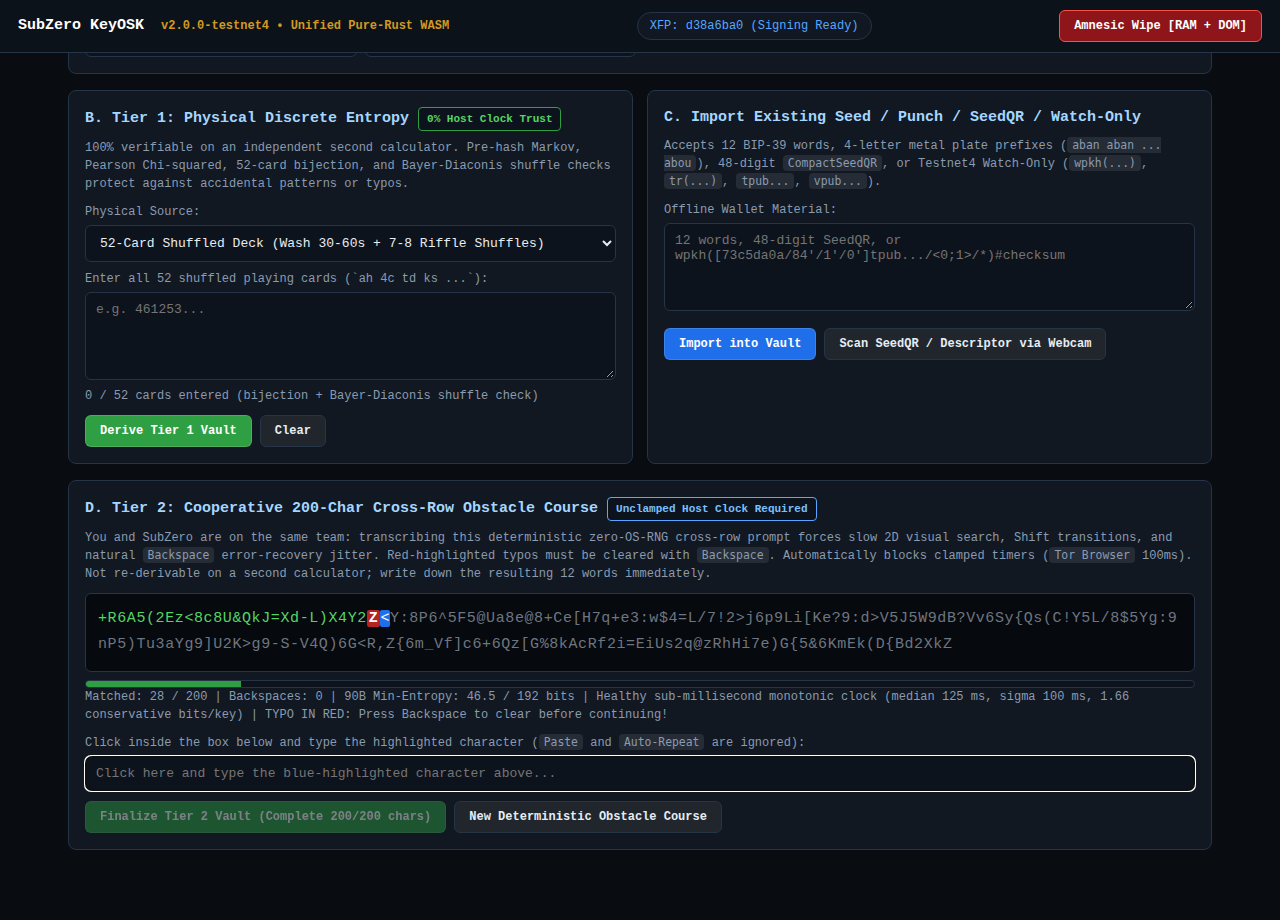 SubZero KeyOSK v2.0.0-testnet4 • Unified Pure-Rust WASM
XFP: d38a6ba0 (Signing Ready)
Amnesic Wipe [RAM + DOM]
B. Tier 1: Physical Discrete Entropy 0% Host Clock Trust
100% verifiable on an independent second calculator. Pre-hash Markov,
Pearson Chi-squared, 52-card bijection, and Bayer-Diaconis shuffle checks
protect against accidental patterns or typos.
Physical Source:
52-Card Shuffled Deck (Wash 30-60s + 7-8 Riffle Shuffles)
Enter all 52 shuffled playing cards (`ah 4c td ks ...`):
e.g. 461253...
0 / 52 cards entered (bijection + Bayer-Diaconis shuffle check)
Derive Tier 1 Vault Clear
C. Import Existing Seed / Punch / SeedQR / Watch-Only
Accepts 12 BIP-39 words, 4-letter metal plate prefixes (aban aban ...
abou), 48-digit CompactSeedQR, or Testnet4 Watch-Only (wpkh(...),
tr(...), tpub..., vpub...).
Offline Wallet Material:
12 words, 48-digit SeedQR, or
wpkh([73c5da0a/84'/1'/0']tpub.../<0;1>/*)#checksum
Import into Vault Scan SeedQR / Descriptor via Webcam
D. Tier 2: Cooperative 200-Char Cross-Row Obstacle Course Unclamped Host Clock Required
You and SubZero are on the same team: transcribing this deterministic zero-OS-RNG cross-row prompt forces slow 2D visual search, Shift transitions, and
natural Backspace error-recovery jitter. Red-highlighted typos must be cleared with Backspace. Automatically blocks clamped timers (Tor Browser 100ms).
Not re-derivable on a second calculator; write down the resulting 12 words immediately.
+R6A5(2Ez<8c8U&QkJ=Xd-L)X4Y2Z<Y:8P6^5F5@Ua8e@8+Ce[H7q+e3:w$4=L/7!2>j6p9Li[Ke?9:d>V5J5W9dB?Vv6Sy{Qs(C!Y5L/8$5Yg:9
nP5)Tu3aYg9]U2K>g9-S-V4Q)6G<R,Z{6m_Vf]c6+6Qz[G%8kAcRf2i=EiUs2q@zRhHi7e)G{5&6KmEk(D{Bd2XkZ
Matched: 28 / 200 | Backspaces: 0 | 90B Min-Entropy: 46.5 / 192 bits | Healthy sub-millisecond monotonic clock (median 125 ms, sigma 100 ms, 1.66
conservative bits/key) | TYPO IN RED: Press Backspace to clear before continuing!
Click inside the box below and type the highlighted character (Paste and Auto-Repeat are ignored):
Click here and type the blue-highlighted character above...
Finalize Tier 2 Vault (Complete 200/200 chars) New Deterministic Obstacle Course